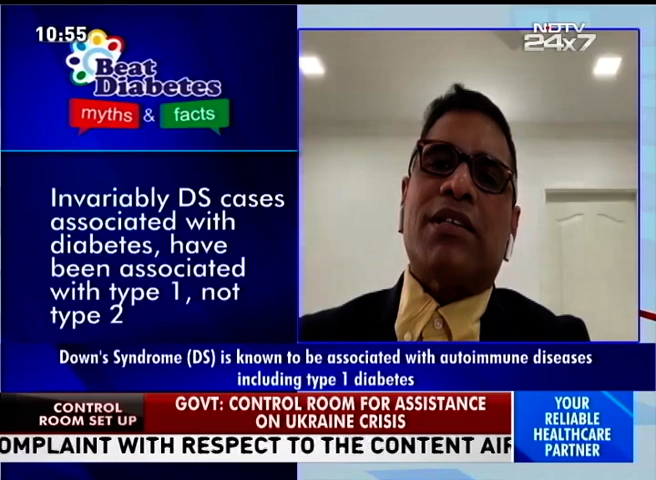 10:55
NDTV
24x7
Beat
Diabetes
myths & facts
Invariably DS cases
associated with
diabetes, have
been associated
with type 1, not
type 2
Down's Syndrome (DS) is known to be associated with autoimmune diseases
including type 1 diabetes
CONTROL
ROOM SET UP
GOVT: CONTROL ROOM FOR ASSISTANCE
ON UKRAINE CRISIS
OMPLAINT WITH RESPECT TO THE CONTENT AIR
YOUR
RELIABLE
HEALTHCARE
PARTNER